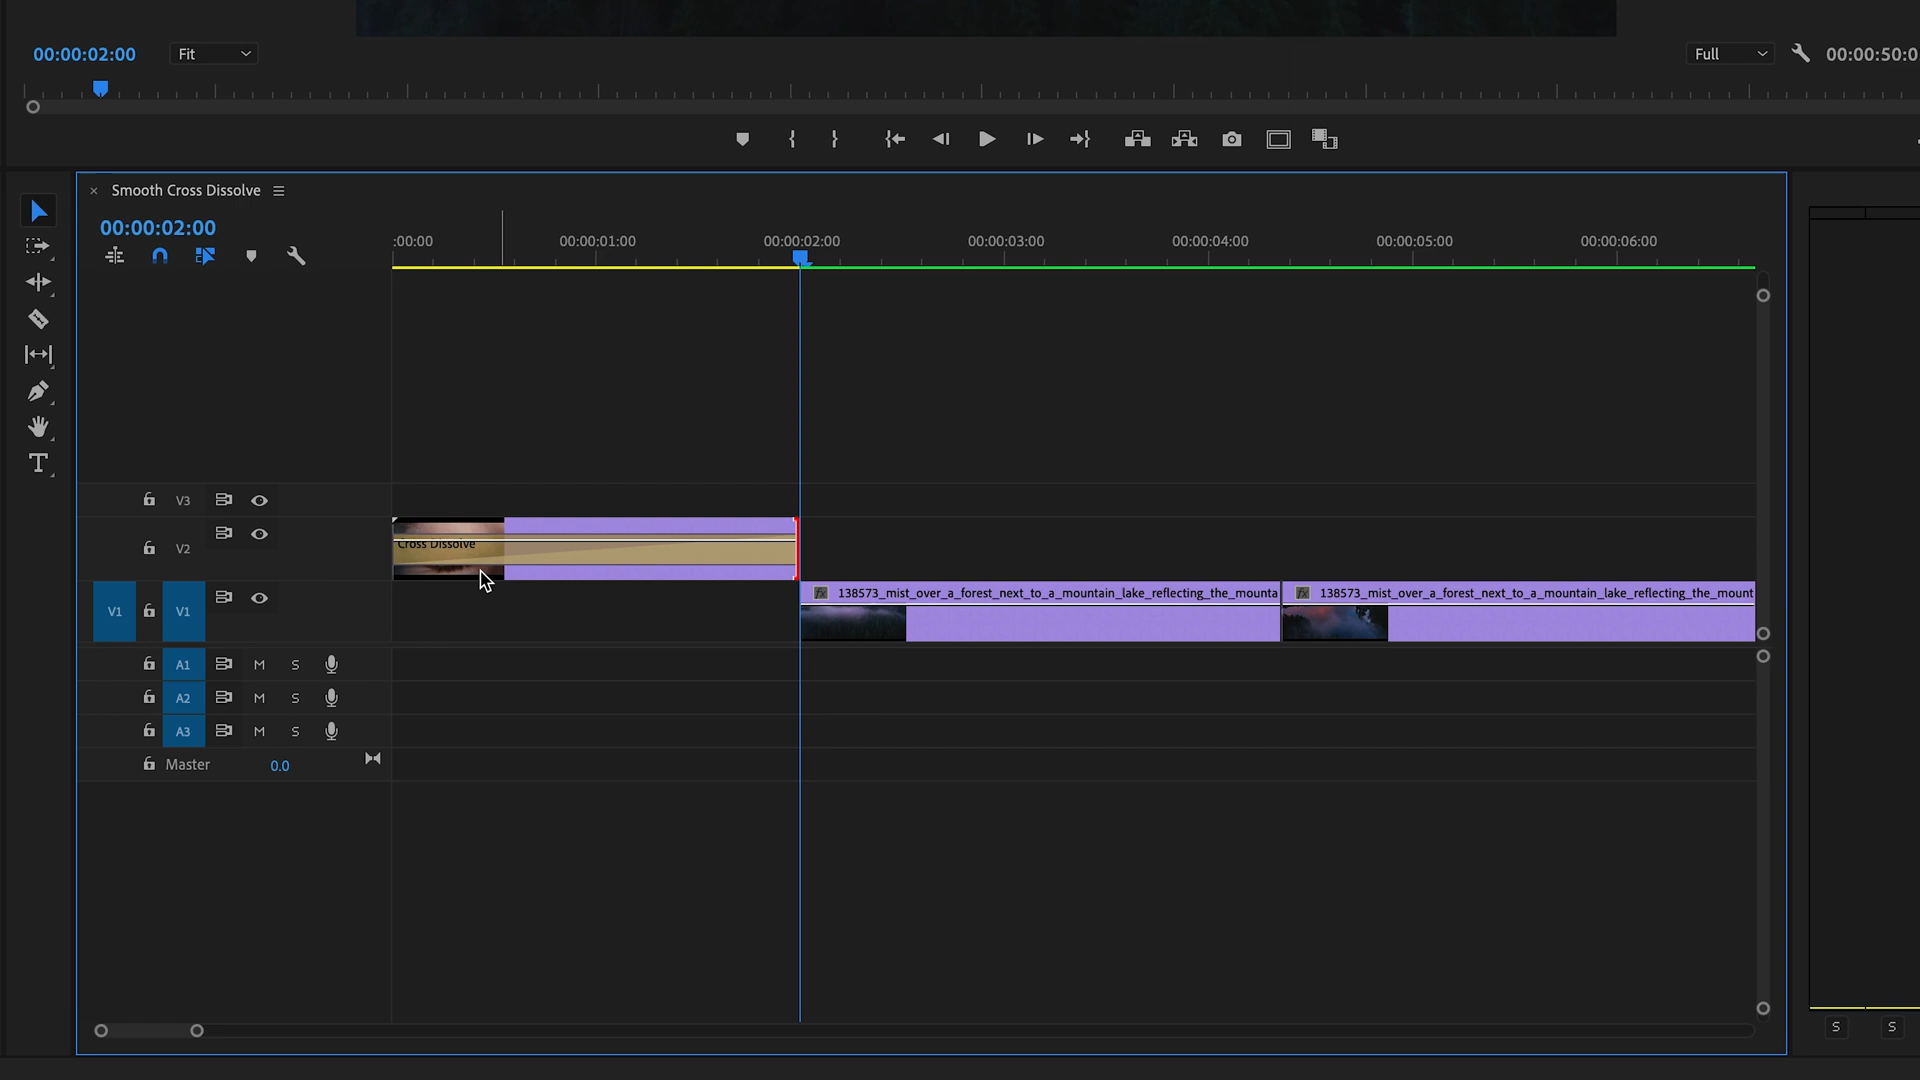 00:00:02:00 Fit Full 00:00:50:0
Smooth Cross Dissolve
00:00:02:00
:00:00 00:00:01:00 00:00:02:00 00:00:03:00 00:00:04:00 00:00:05:00 00:00:06:00
V3
Cross Dissolve
V2
fx 138573_mist_over_a_forest_next_to_a_mountain_lake_reflecting_the_mounta fx 138573_mist_over_a_forest_next_to_a_mountain_lake_reflecting_the_mount
V1 V1
A1 M S
A2 M S
A3 M S
Master 0.0
S S